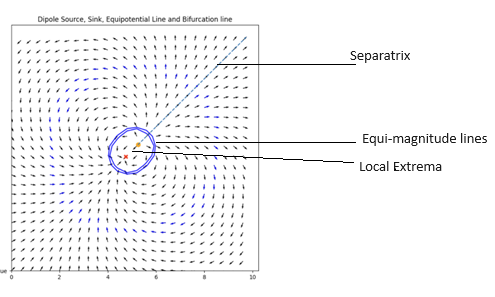 Dipole Source, Sink, Equipotential Line and Bifurcation line
Separatrix
Equi-magnitude lines
Local Extrema
ue
0 2 4 6 8 10